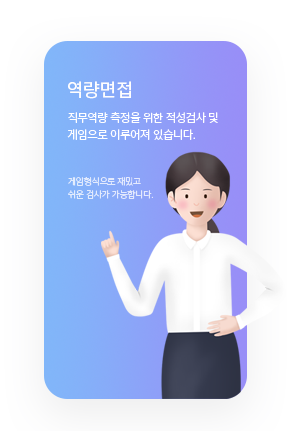 역량면접
직무역량 측정을 위한 적성검사 및
게임으로 이루어져 있습니다.
게임형식으로 재밌고
쉬운 검사가 가능합니다.